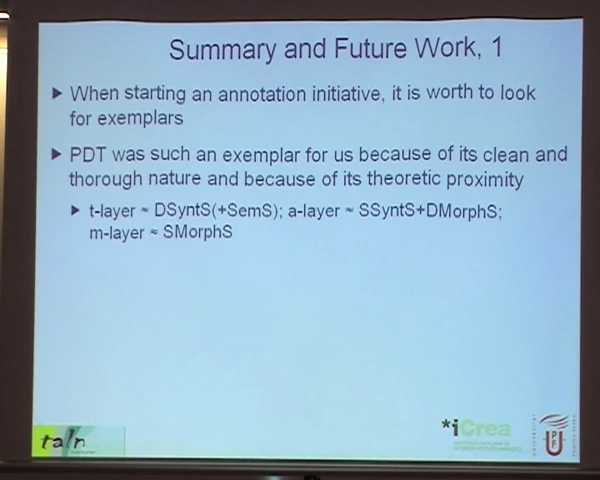 Summary and Future Work, 1
When starting an annotation initiative, it is worth to look
for exemplars
PDT was such an exemplar for us because of its clean and
thorough nature and because of its theoretic proximity
t-layer ≈ DSyntS(+SemS); a-layer ≈ SSyntS+DMorphS;
m-layer ≈ SMorphS
taln
*iCrea
UPF